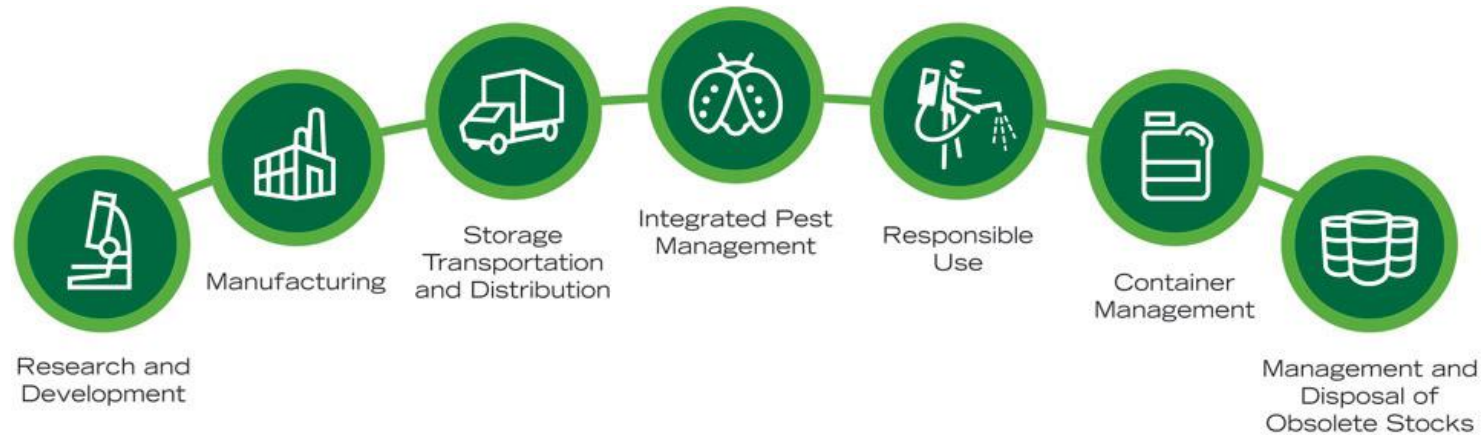 Research and
Development
Manufacturing
Storage
Transportation
and Distribution
Integrated Pest
Management
Responsible
Use
Container
Management
Management and
Disposal of
Obsolete Stocks